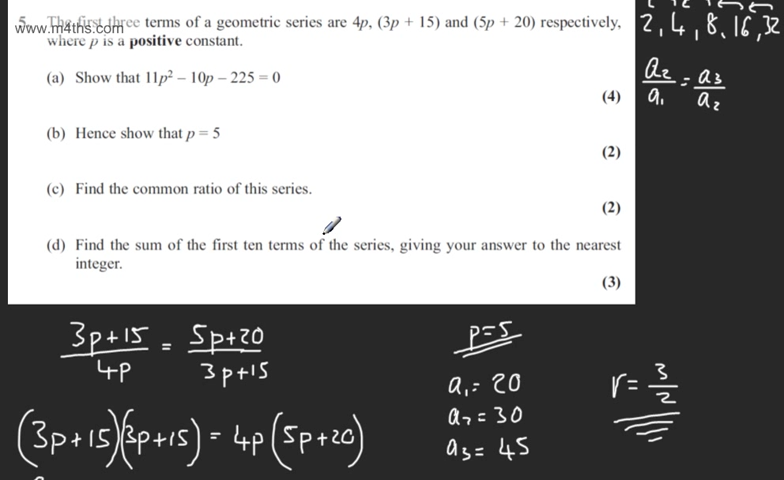 5. The first three terms of a geometric series are 4p, (3p + 15) and (5p + 20) respectively,
www.m4ths.com
where p is a positive constant.
(a) Show that 11p² – 10p – 225 = 0
(4)
(b) Hence show that p = 5
(2)
(c) Find the common ratio of this series.
(2)
(d) Find the sum of the first ten terms of the series, giving your answer to the nearest
integer.
(3)
2, 4, 8, 16, 32
a₂/a₁ = a₃/a₂
(3p+15)/4p = (5p+20)/(3p+15)
(3p+15)(3p+15) = 4p(5p+20)
p=5
a₁= 20
a₂= 30
a₃= 45
r= 3/2